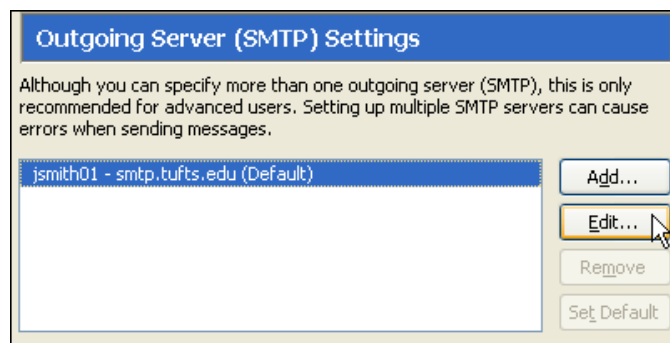 Outgoing Server (SMTP) Settings
Although you can specify more than one outgoing server (SMTP), this is only
recommended for advanced users. Setting up multiple SMTP servers can cause
errors when sending messages.
jsmith01 - smtp.tufts.edu (Default)
Add...
Edit...
Remove
Set Default